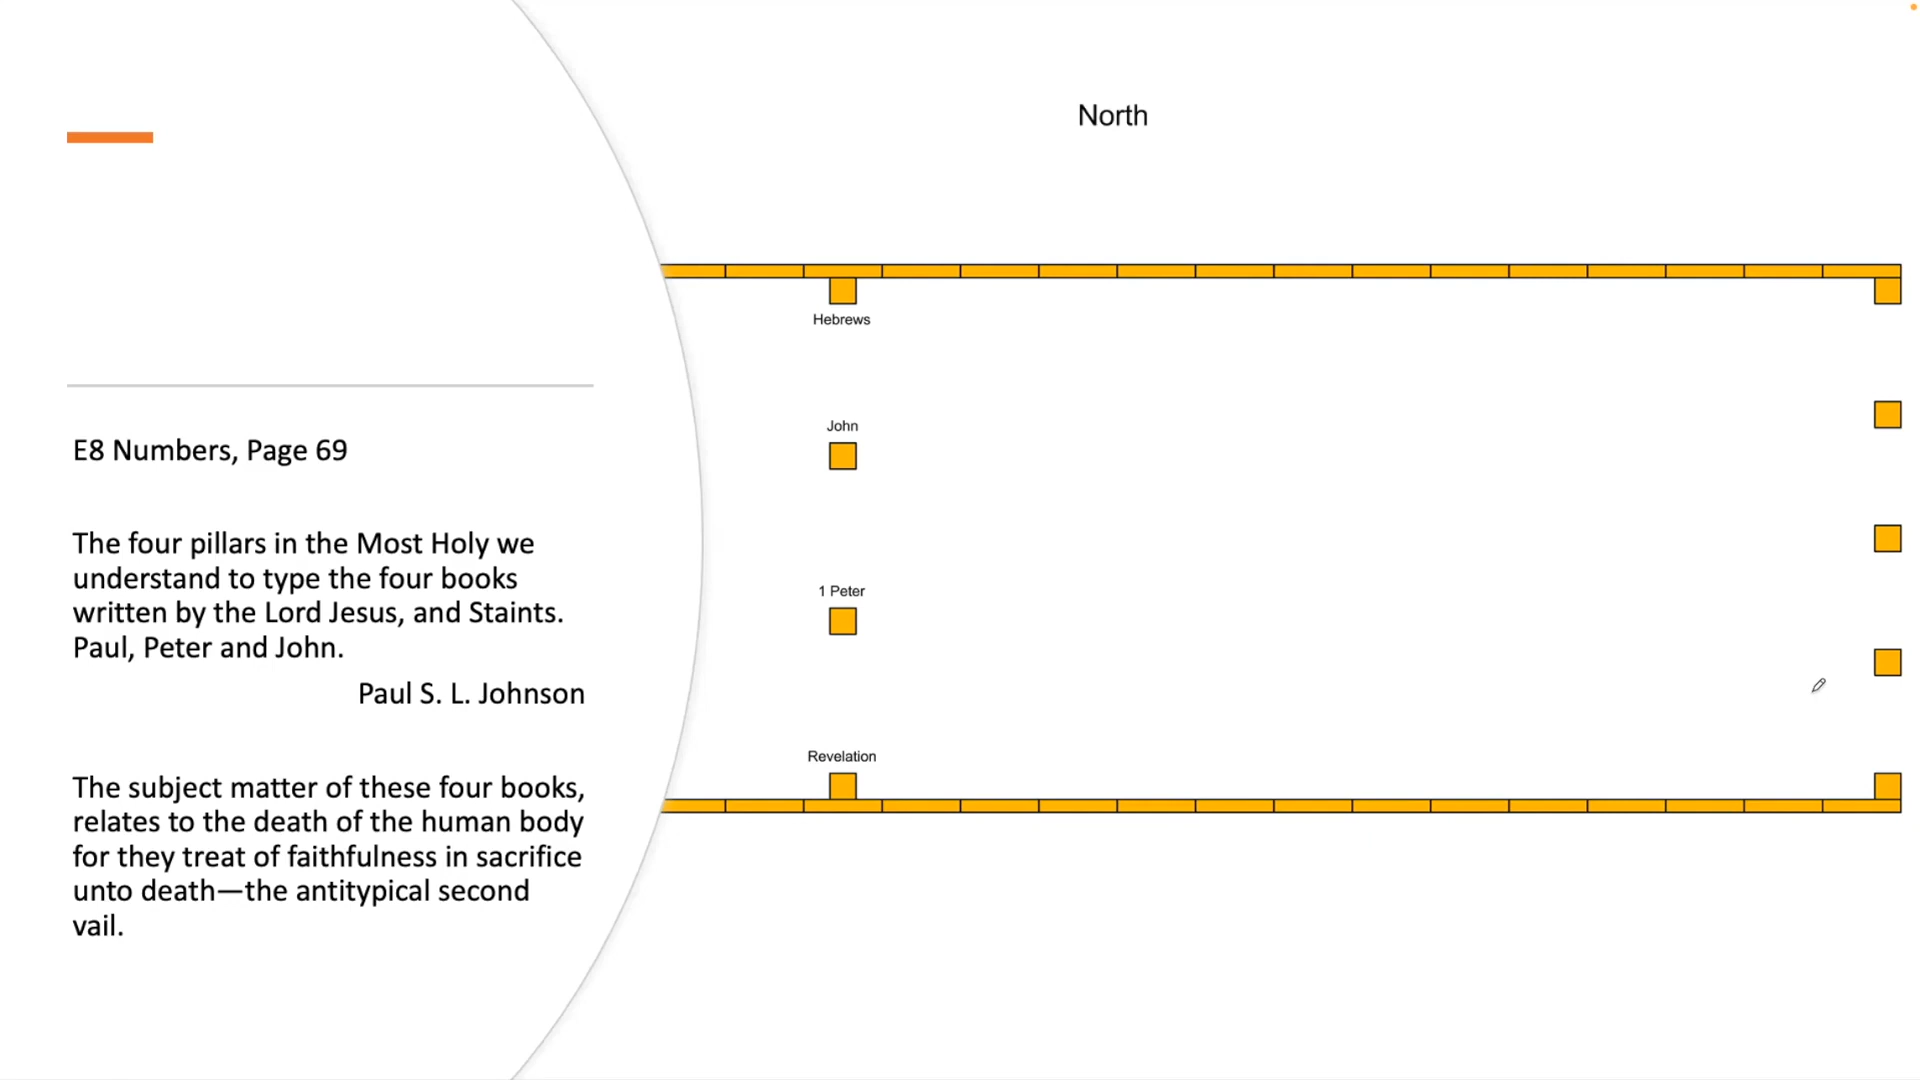 E8 Numbers, Page 69
The four pillars in the Most Holy we
understand to type the four books
written by the Lord Jesus, and Staints.
Paul, Peter and John.
Paul S. L. Johnson
The subject matter of these four books,
relates to the death of the human body
for they treat of faithfulness in sacrifice
unto death—the antitypical second
vail.
North
Hebrews
John
1 Peter
Revelation